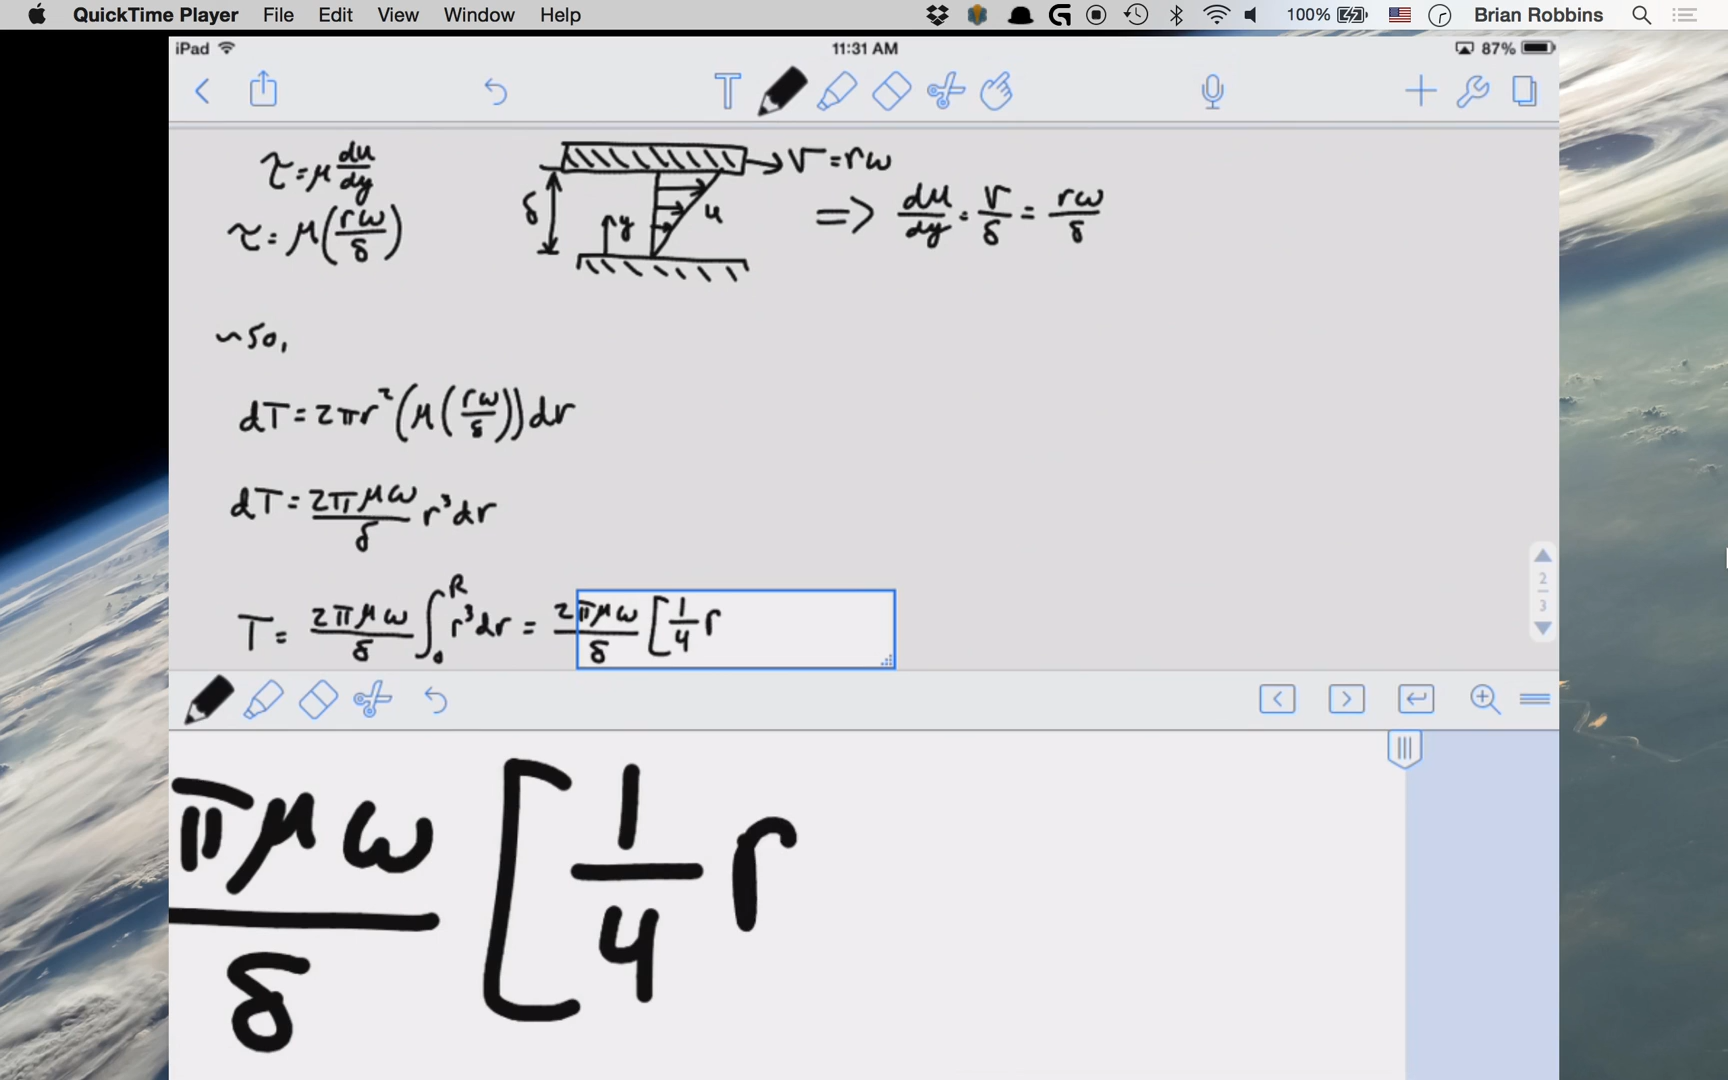 QuickTime Player File Edit View Window Help 100% Brian Robbins
iPad 11:31 AM 87%
T
τ = μ du/dy
V = rω
δ y u
=> du/dy = V/δ = rω/δ
τ = μ(rω/δ)
~ So,
dT = 2πr²(μ(rω/δ))dr
dT = 2πμω/δ r³dr
T = 2πμω/δ ∫₀ᴿ r³dr = 2πμω/δ [1/4 r
2
3
πμω/δ [1/4 r